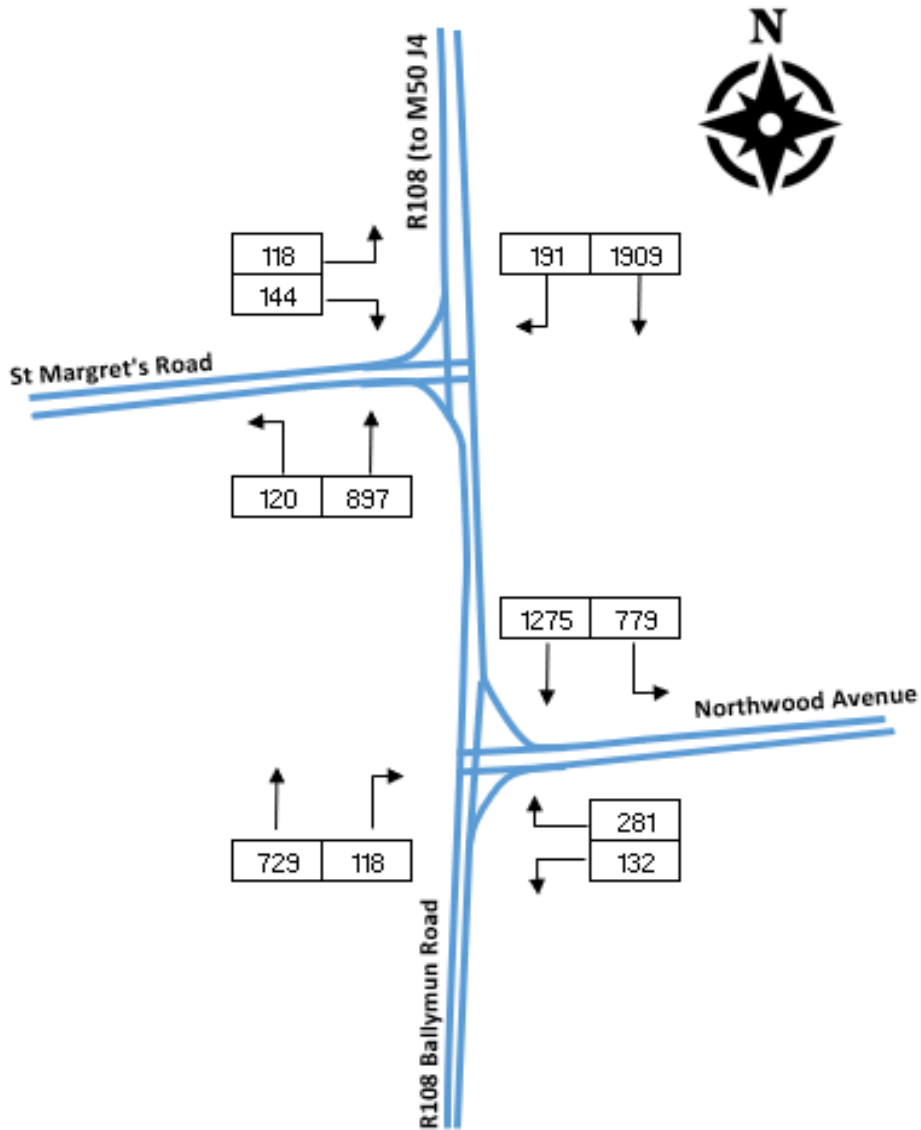 N
R108 (to M50 J4
118
144
191 1909
St Margret's Road
120 897
1275 779
Northwood Avenue
729 118
281
132
R108 Ballymun Road